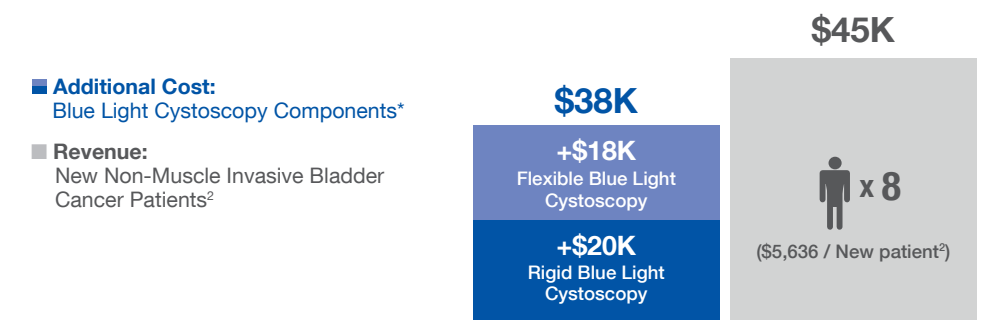 Additional Cost:
Blue Light Cystoscopy Components*
Revenue:
New Non-Muscle Invasive Bladder
Cancer Patients²
$38K
+$18K
Flexible Blue Light
Cystoscopy
+$20K
Rigid Blue Light
Cystoscopy
$45K
x 8
($5,636 / New patient²)